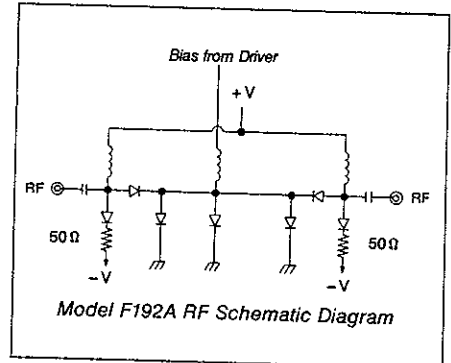 Bias from Driver
+V
RF
RF
50Ω
50Ω
−V
−V
Model F192A RF Schematic Diagram